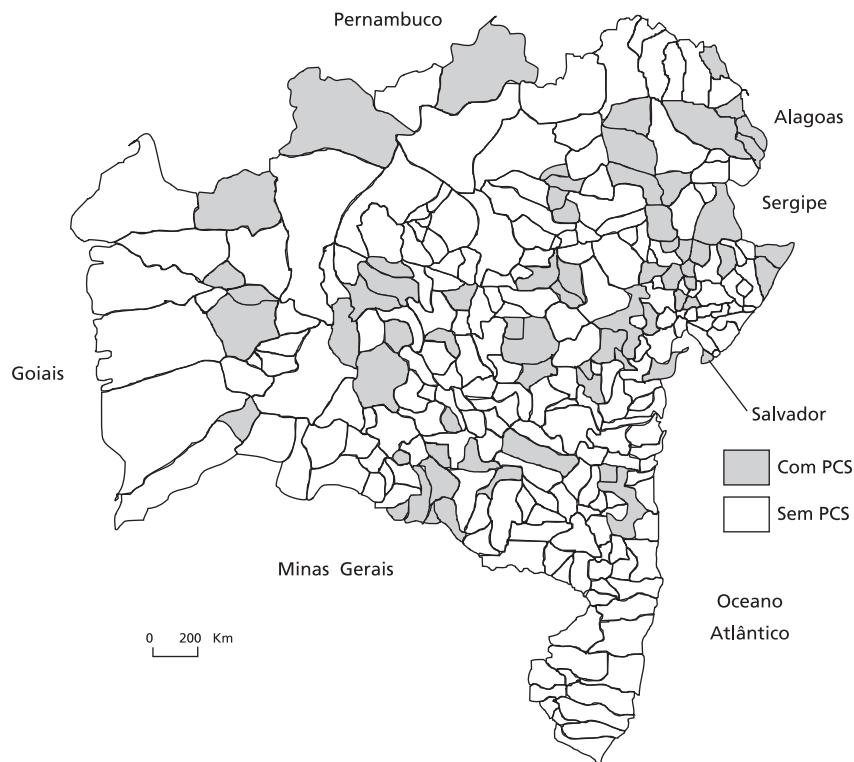 Pernambuco
Alagoas
Sergipe
Goiais
Salvador
Com PCS
Sem PCS
Minas Gerais
Oceano
Atlântico
0 200 Km